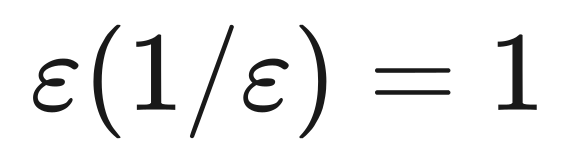 ε(1/ε) = 1